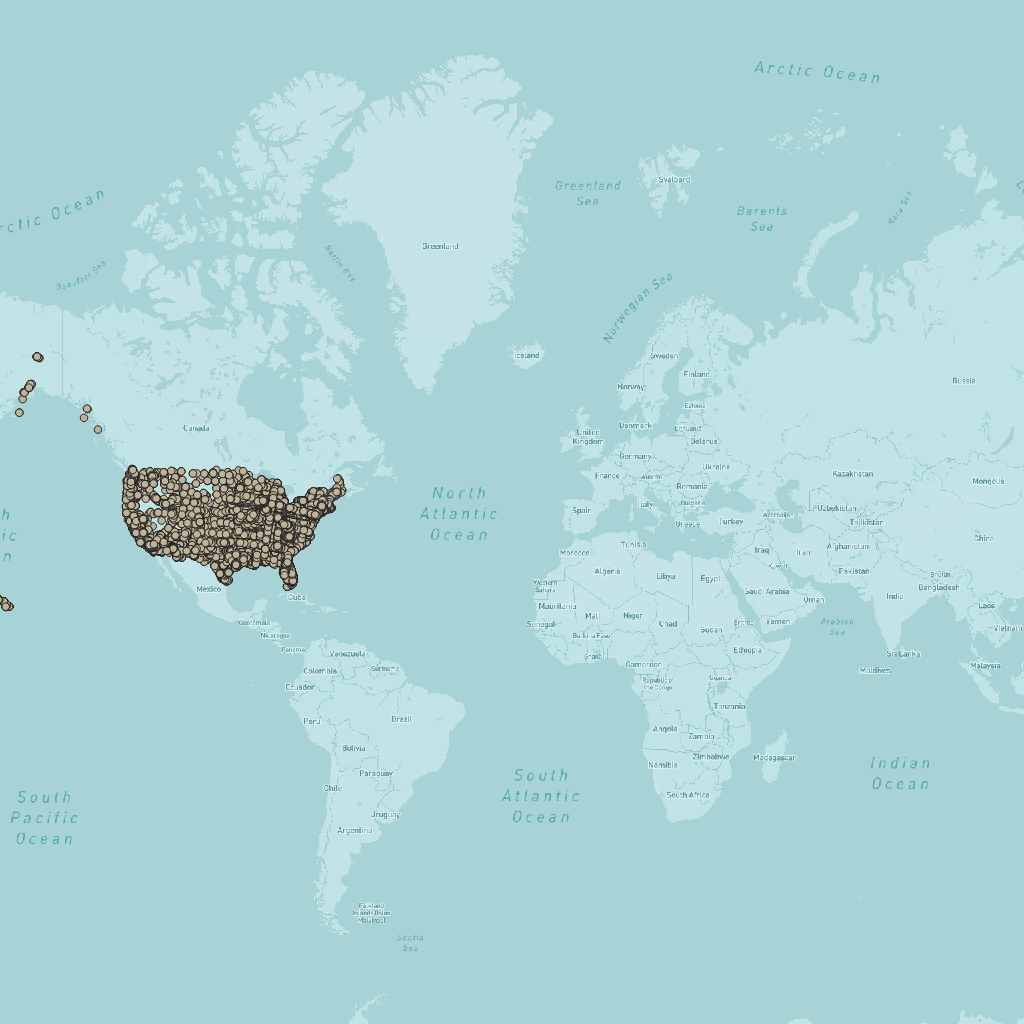 Arctic Ocean
rctic Ocean
Greenland
Sea
Svalbard
Barents
Sea
Kara Sea
Beaufort Sea
Baffin Bay
Greenland
Norwegian Sea
Iceland
Sweden
Finland
Norway
Russia
Estonia
Denmark
Lithuania
Canada
United
Kingdom
Belarus
Germany
Ukraine
France
Austria
Kazakhstan
Mongolia
Romania
North
Atlantic
Ocean
Spain
Italy
Bulgaria
Uzbekistan
Azerbaijan
Greece
Turkey
Tajikistan
China
Morocco
Tunisia
Iraq
Iran
Afghanistan
Kuwait
Pakistan
Algeria
Libya
Egypt
Bhutan
Western
Sahara
Saudi Arabia
Bangladesh
Mexico
Cuba
India
Oman
Mauritania
Mali
Niger
Chad
Sudan
Eritrea
Yemen
Arabian
Sea
Laos
Vietnam
Guatemala
Senegal
Nicaragua
Burkina Faso
Panama
Venezuela
Ghana
Ethiopia
Sri Lanka
Colombia
Suriname
Cameroon
Maldives
Malaysia
Ecuador
Republic of
the Congo
Uganda
Peru
Brazil
Tanzania
Angola
Zambia
Bolivia
Zimbabwe
Madagascar
Namibia
Indian
Ocean
Paraguay
Chile
South Africa
South
Atlantic
Ocean
South
Pacific
Ocean
Uruguay
Argentina
Falkland
Islands (Islas
Malvinas)
Scotia
Sea